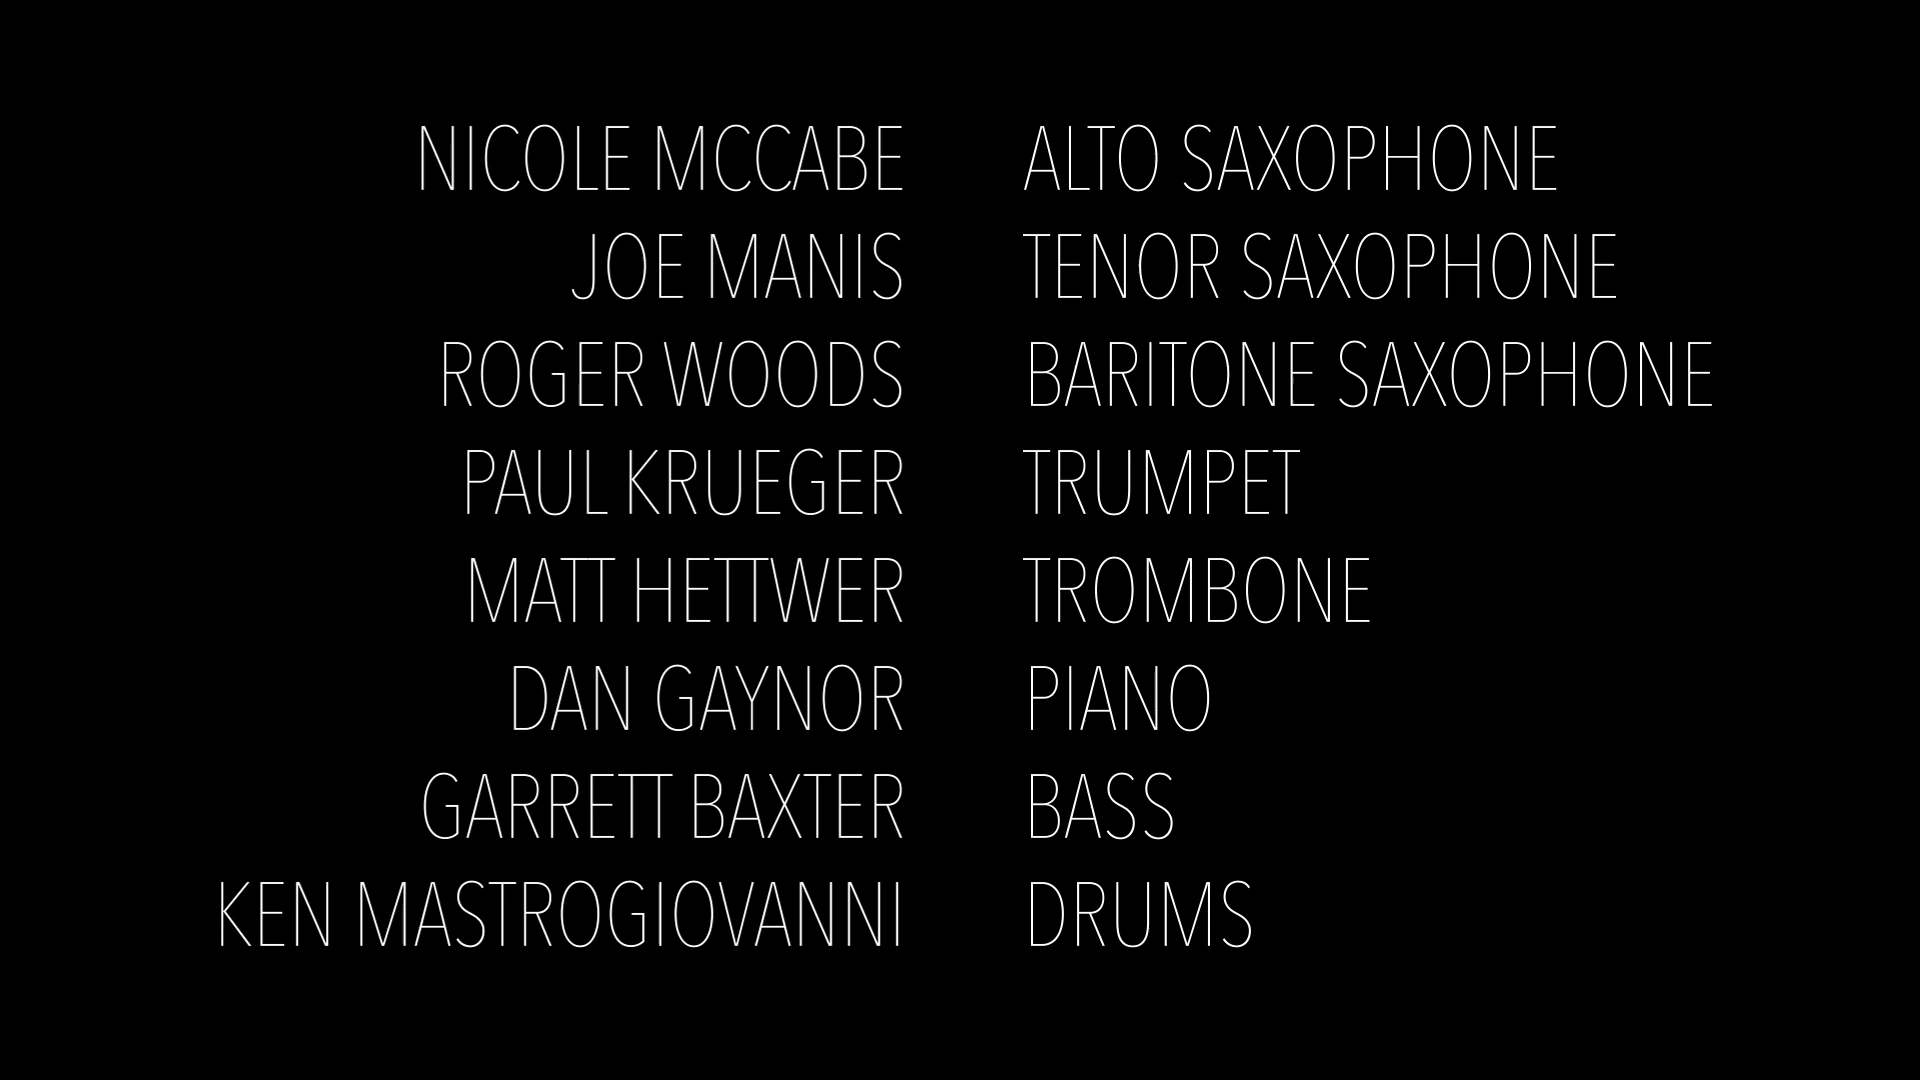 NICOLE MCCABE ALTO SAXOPHONE
JOE MANIS TENOR SAXOPHONE
ROGER WOODS BARITONE SAXOPHONE
PAUL KRUEGER TRUMPET
MATT HETTWER TROMBONE
DAN GAYNOR PIANO
GARRETT BAXTER BASS
KEN MASTROGIOVANNI DRUMS